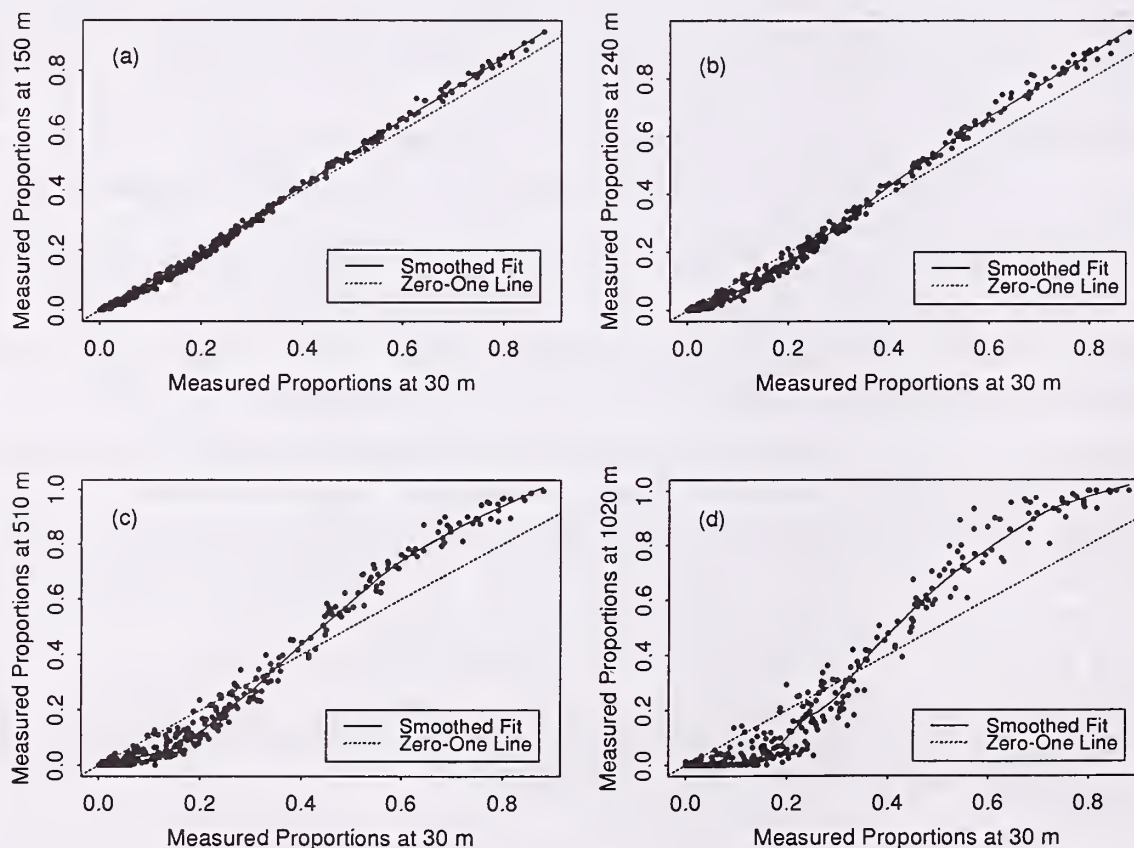 (a)
Measured Proportions at 150 m
0.0 0.2 0.4 0.6 0.8
Smoothed Fit
Zero-One Line
0.0 0.2 0.4 0.6 0.8
Measured Proportions at 30 m
(b)
Measured Proportions at 240 m
0.0 0.2 0.4 0.6 0.8
Smoothed Fit
Zero-One Line
0.0 0.2 0.4 0.6 0.8
Measured Proportions at 30 m
(c)
Measured Proportions at 510 m
0.0 0.2 0.4 0.6 0.8 1.0
Smoothed Fit
Zero-One Line
0.0 0.2 0.4 0.6 0.8
Measured Proportions at 30 m
(d)
Measured Proportions at 1020 m
0.0 0.2 0.4 0.6 0.8 1.0
Smoothed Fit
Zero-One Line
0.0 0.2 0.4 0.6 0.8
Measured Proportions at 30 m